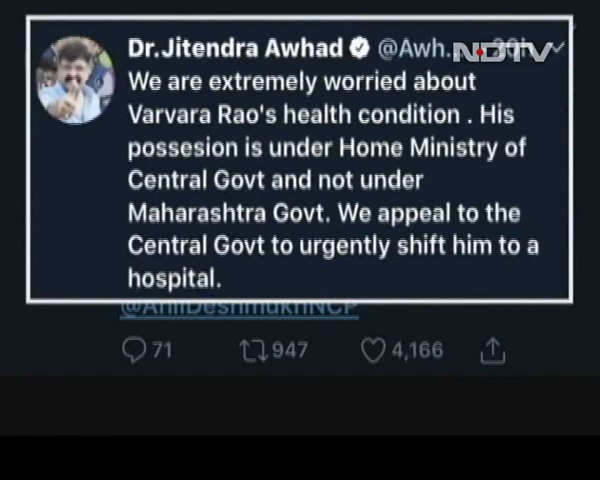 Dr.Jitendra Awhad @Awh...
NDTV
We are extremely worried about
Varvara Rao's health condition . His
possesion is under Home Ministry of
Central Govt and not under
Maharashtra Govt. We appeal to the
Central Govt to urgently shift him to a
hospital.
@AnilDeshmukhNCP
71 947 4,166